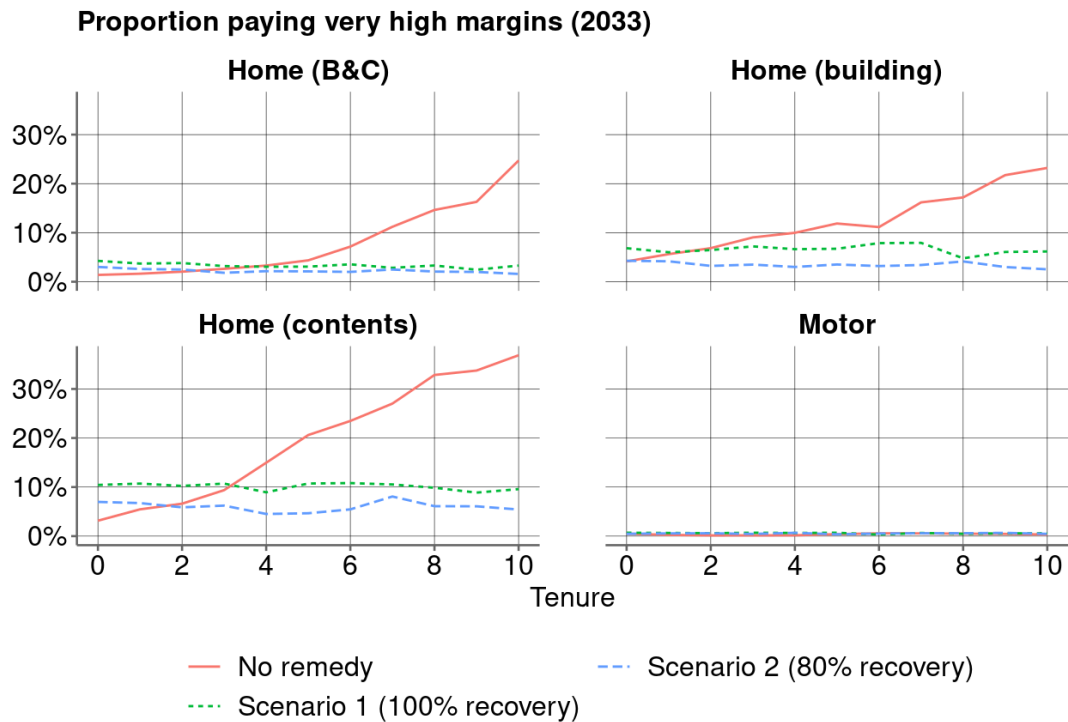 Proportion paying very high margins (2033)
Home (B&C)
Home (building)
30%
20%
10%
0%
Home (contents)
Motor
30%
20%
10%
0%
0 2 4 6 8 10
0 2 4 6 8 10
Tenure
No remedy
Scenario 2 (80% recovery)
Scenario 1 (100% recovery)